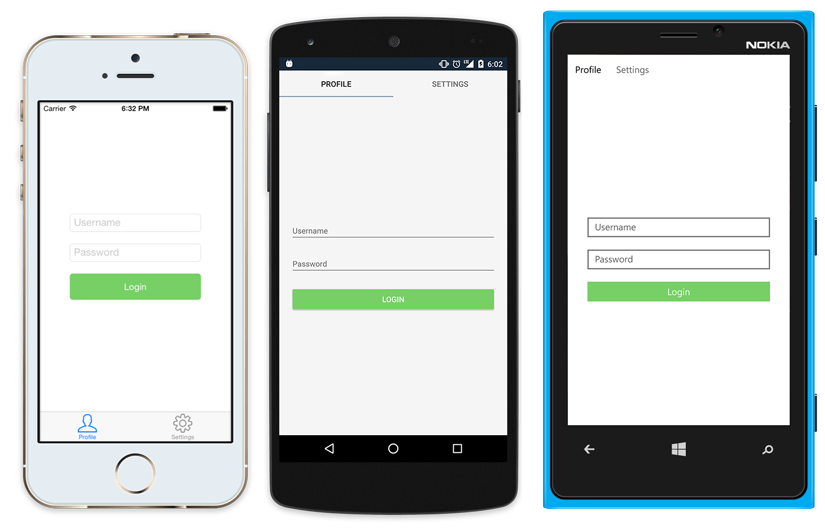 Carrier 6:32 PM
Username
Password
Login
Profile Settings
6:02
PROFILE SETTINGS
Username
Password
LOGIN
NOKIA
Profile Settings
Username
Password
Login